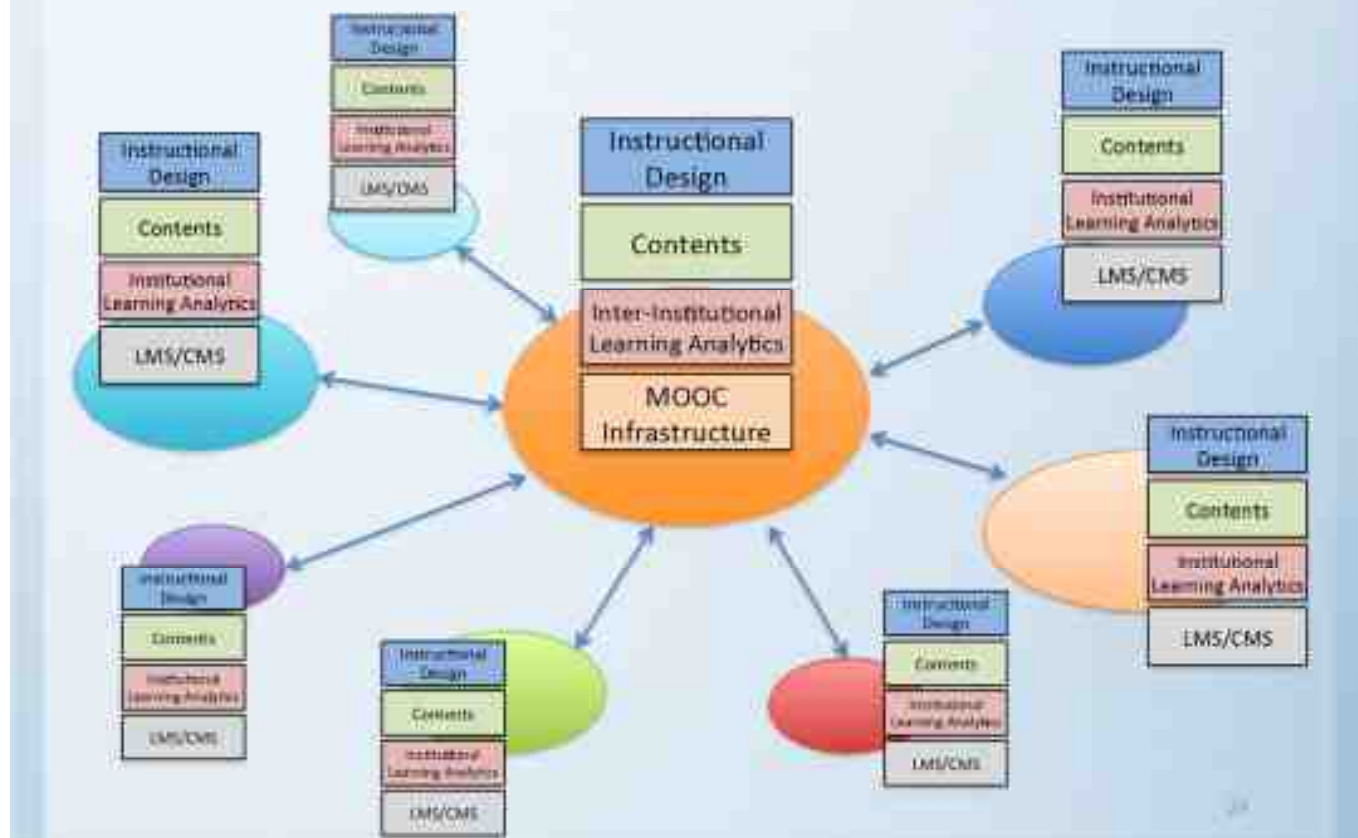 Instructional
Design
Contents
Institutional
Learning Analytics
LMS/CMS
Instructional
Design
Contents
Institutional
Learning Analytics
LMS/CMS
Instructional
Design
Contents
Inter-Institutional
Learning Analytics
MOOC
Infrastructure
Instructional
Design
Contents
Institutional
Learning Analytics
LMS/CMS
Instructional
Design
Contents
Institutional
Learning Analytics
LMS/CMS
Instructional
Design
Contents
Institutional
Learning Analytics
LMS/CMS
Instructional
Design
Contents
Institutional
Learning Analytics
LMS/CMS
Instructional
Design
Contents
Institutional
Learning Analytics
LMS/CMS